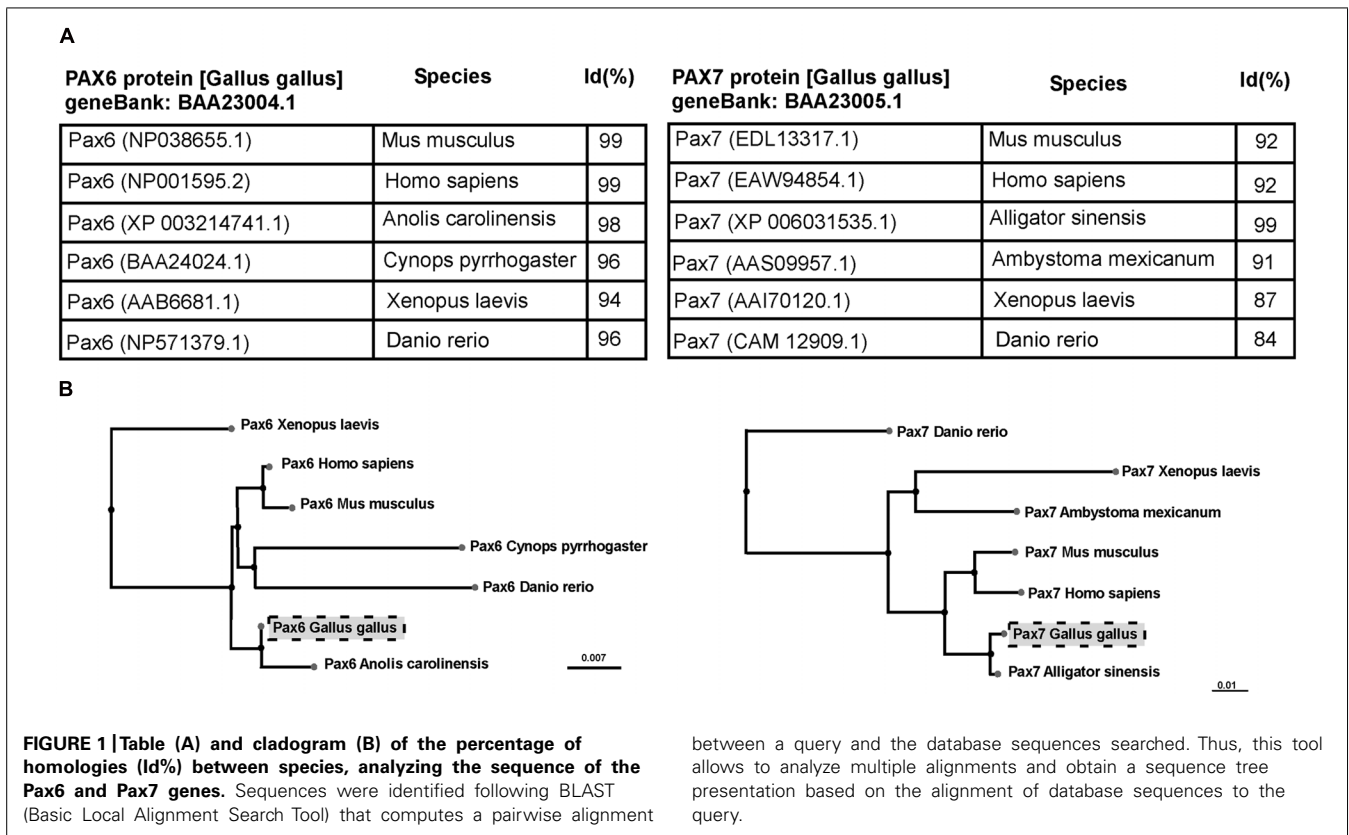 A
PAX6 protein [Gallus gallus]
geneBank: BAA23004.1
Species
Id(%)
Pax6 (NP038655.1) Mus musculus 99
Pax6 (NP001595.2) Homo sapiens 99
Pax6 (XP 003214741.1) Anolis carolinensis 98
Pax6 (BAA24024.1) Cynops pyrrhogaster 96
Pax6 (AAB6681.1) Xenopus laevis 94
Pax6 (NP571379.1) Danio rerio 96
PAX7 protein [Gallus gallus]
geneBank: BAA23005.1
Species
Id(%)
Pax7 (EDL13317.1) Mus musculus 92
Pax7 (EAW94854.1) Homo sapiens 92
Pax7 (XP 006031535.1) Alligator sinensis 99
Pax7 (AAS09957.1) Ambystoma mexicanum 91
Pax7 (AAI70120.1) Xenopus laevis 87
Pax7 (CAM 12909.1) Danio rerio 84
B
Pax6 Xenopus laevis
Pax6 Homo sapiens
Pax6 Mus musculus
Pax6 Cynops pyrrhogaster
Pax6 Danio rerio
Pax6 Gallus gallus
Pax6 Anolis carolinensis
0.007
Pax7 Danio rerio
Pax7 Xenopus laevis
Pax7 Ambystoma mexicanum
Pax7 Mus musculus
Pax7 Homo sapiens
Pax7 Gallus gallus
Pax7 Alligator sinensis
0.01
FIGURE 1 | Table (A) and cladogram (B) of the percentage of
homologies (Id%) between species, analyzing the sequence of the
Pax6 and Pax7 genes. Sequences were identified following BLAST
(Basic Local Alignment Search Tool) that computes a pairwise alignment
between a query and the database sequences searched. Thus, this tool
allows to analyze multiple alignments and obtain a sequence tree
presentation based on the alignment of database sequences to the
query.